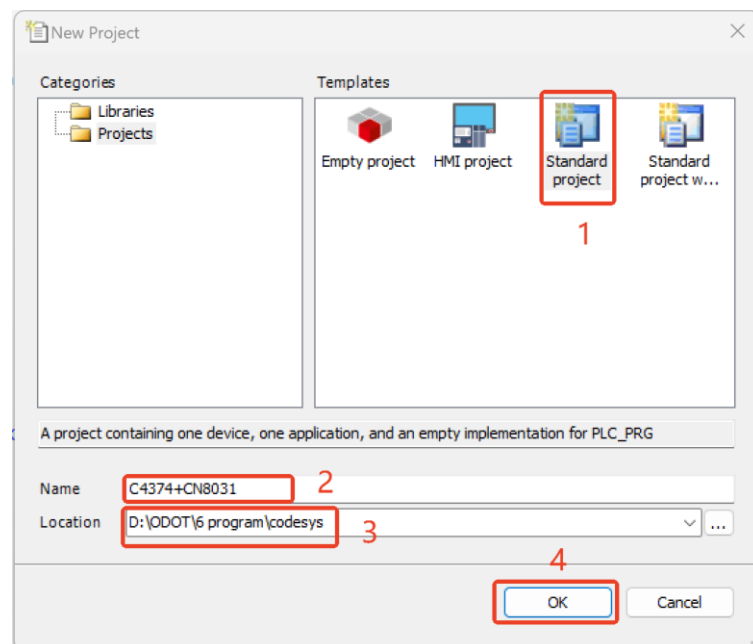 New Project
Categories
Templates
Libraries
Projects
Empty project
HMI project
Standard
project
Standard
project w...
1
A project containing one device, one application, and an empty implementation for PLC_PRG
Name
C4374+CN8031
2
Location
D:\ODOT\6 program\codesys
...
3
4
OK
Cancel